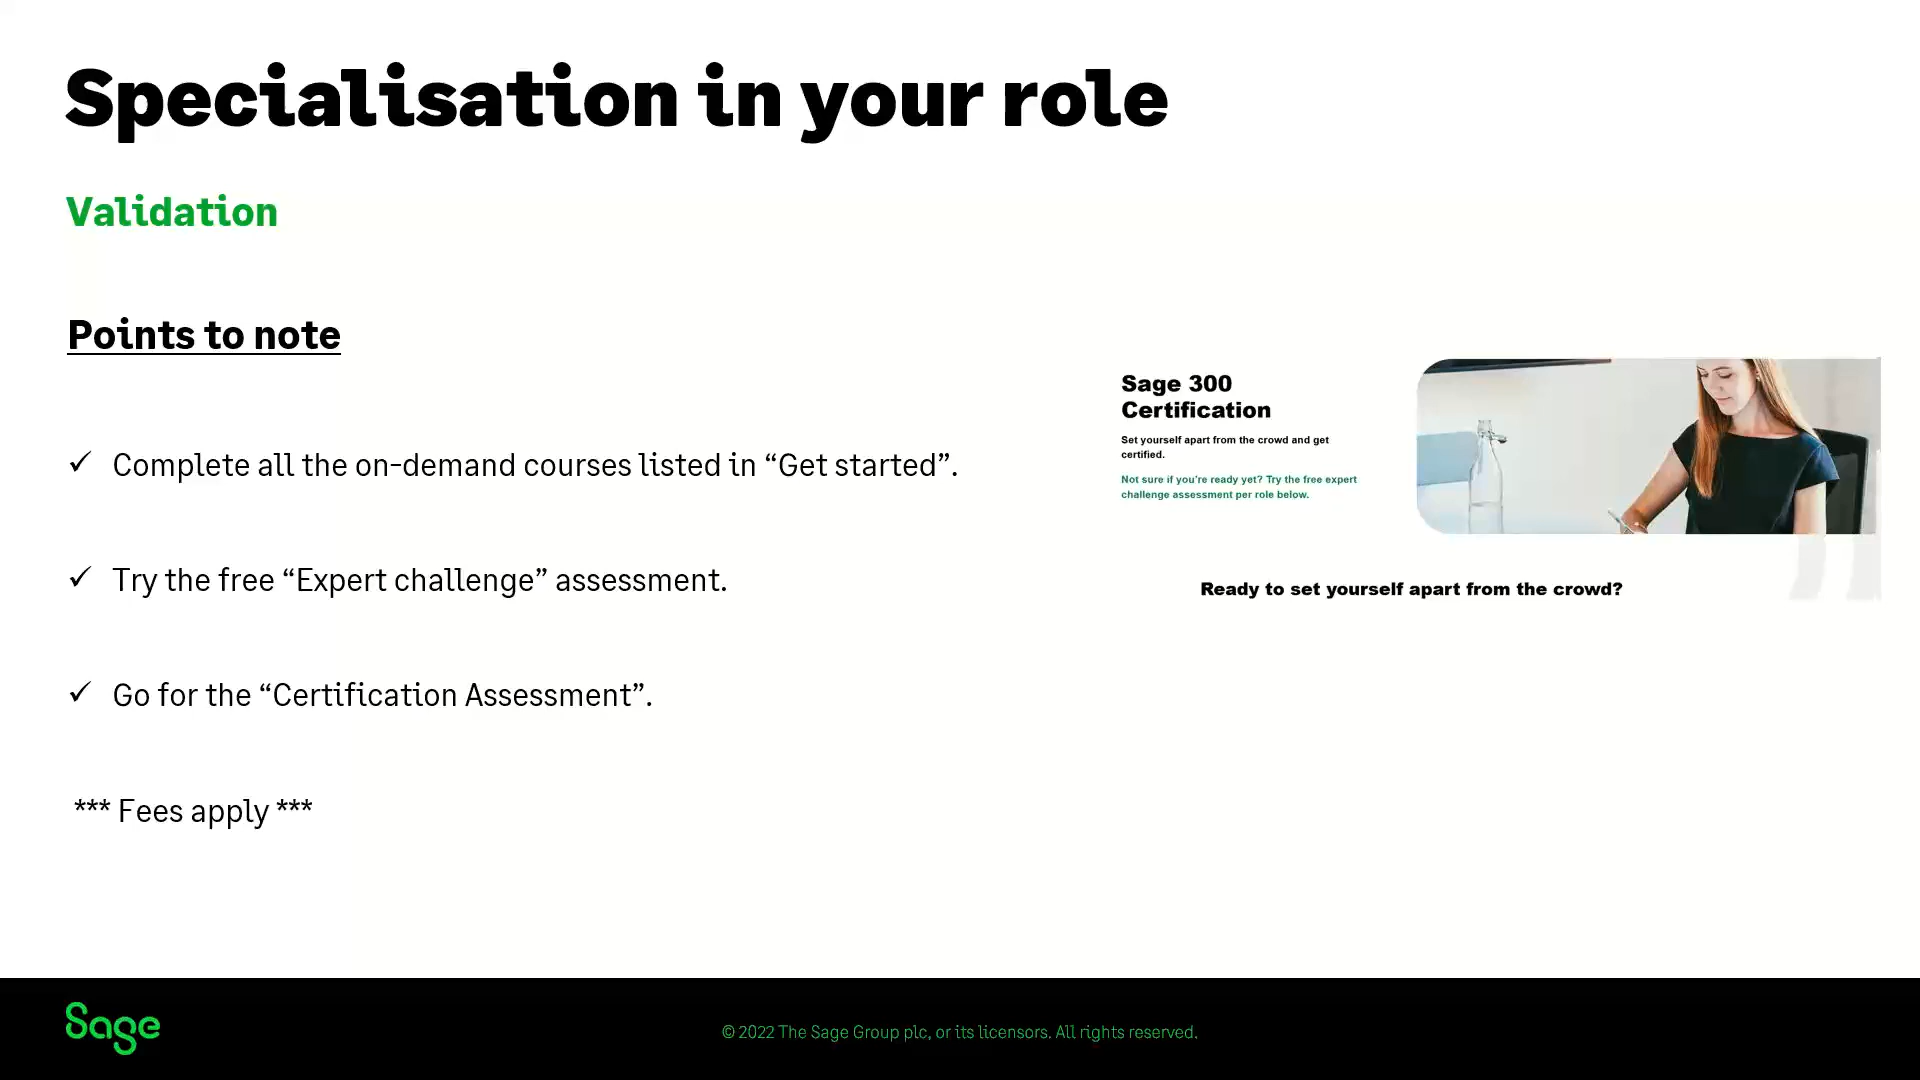 Specialisation in your role
Validation
Points to note
✓ Complete all the on-demand courses listed in “Get started”.
✓ Try the free “Expert challenge” assessment.
✓ Go for the “Certification Assessment”.
*** Fees apply ***
Sage 300
Certification
Set yourself apart from the crowd and get
certified.
Not sure if you're ready yet? Try the free expert
challenge assessment per role below.
Ready to set yourself apart from the crowd?
Sage
© 2022 The Sage Group plc, or its licensors. All rights reserved.